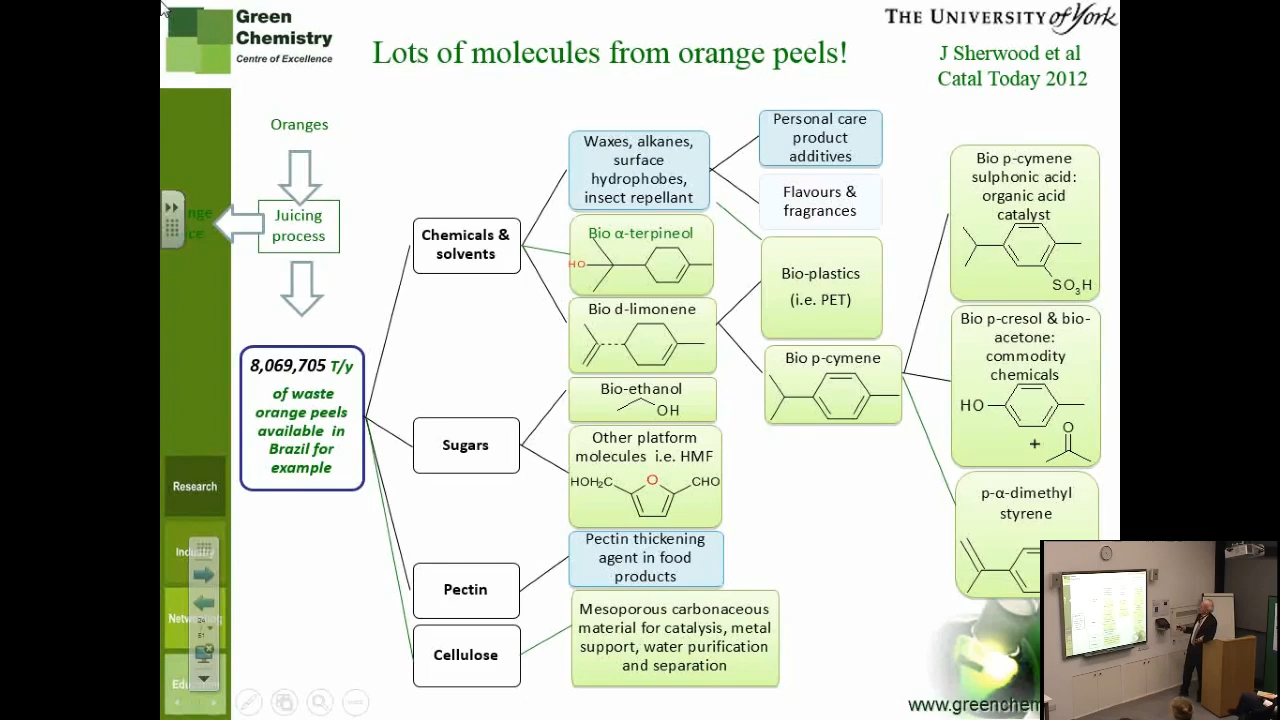 Green
Chemistry
Centre of Excellence
Lots of molecules from orange peels!
THE UNIVERSITY of York
J Sherwood et al
Catal Today 2012
Oranges
Juicing
process
8,069,705 T/y
of waste
orange peels
available in
Brazil for
example
Chemicals &
solvents
Sugars
Pectin
Cellulose
Waxes, alkanes,
surface
hydrophobes,
insect repellant
Bio α-terpineol
HO
Bio d-limonene
Bio-ethanol
OH
Other platform
molecules i.e. HMF
HOH₂C
O
CHO
Pectin thickening
agent in food
products
Mesoporous carbonaceous
material for catalysis, metal
support, water purification
and separation
Personal care
product
additives
Flavours &
fragrances
Bio-plastics
(i.e. PET)
Bio p-cymene
Bio p-cymene
sulphonic acid:
organic acid
catalyst
SO₃H
Bio p-cresol & bio-
acetone:
commodity
chemicals
HO
O
+
p-α-dimethyl
styrene
Research
www.greenchem